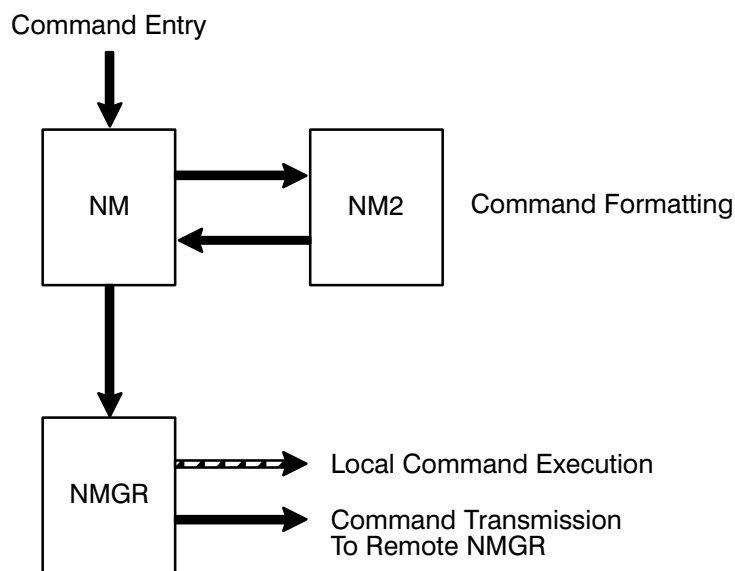 Command Entry
NM
NM2
Command Formatting
NMGR
Local Command Execution
Command Transmission
To Remote NMGR